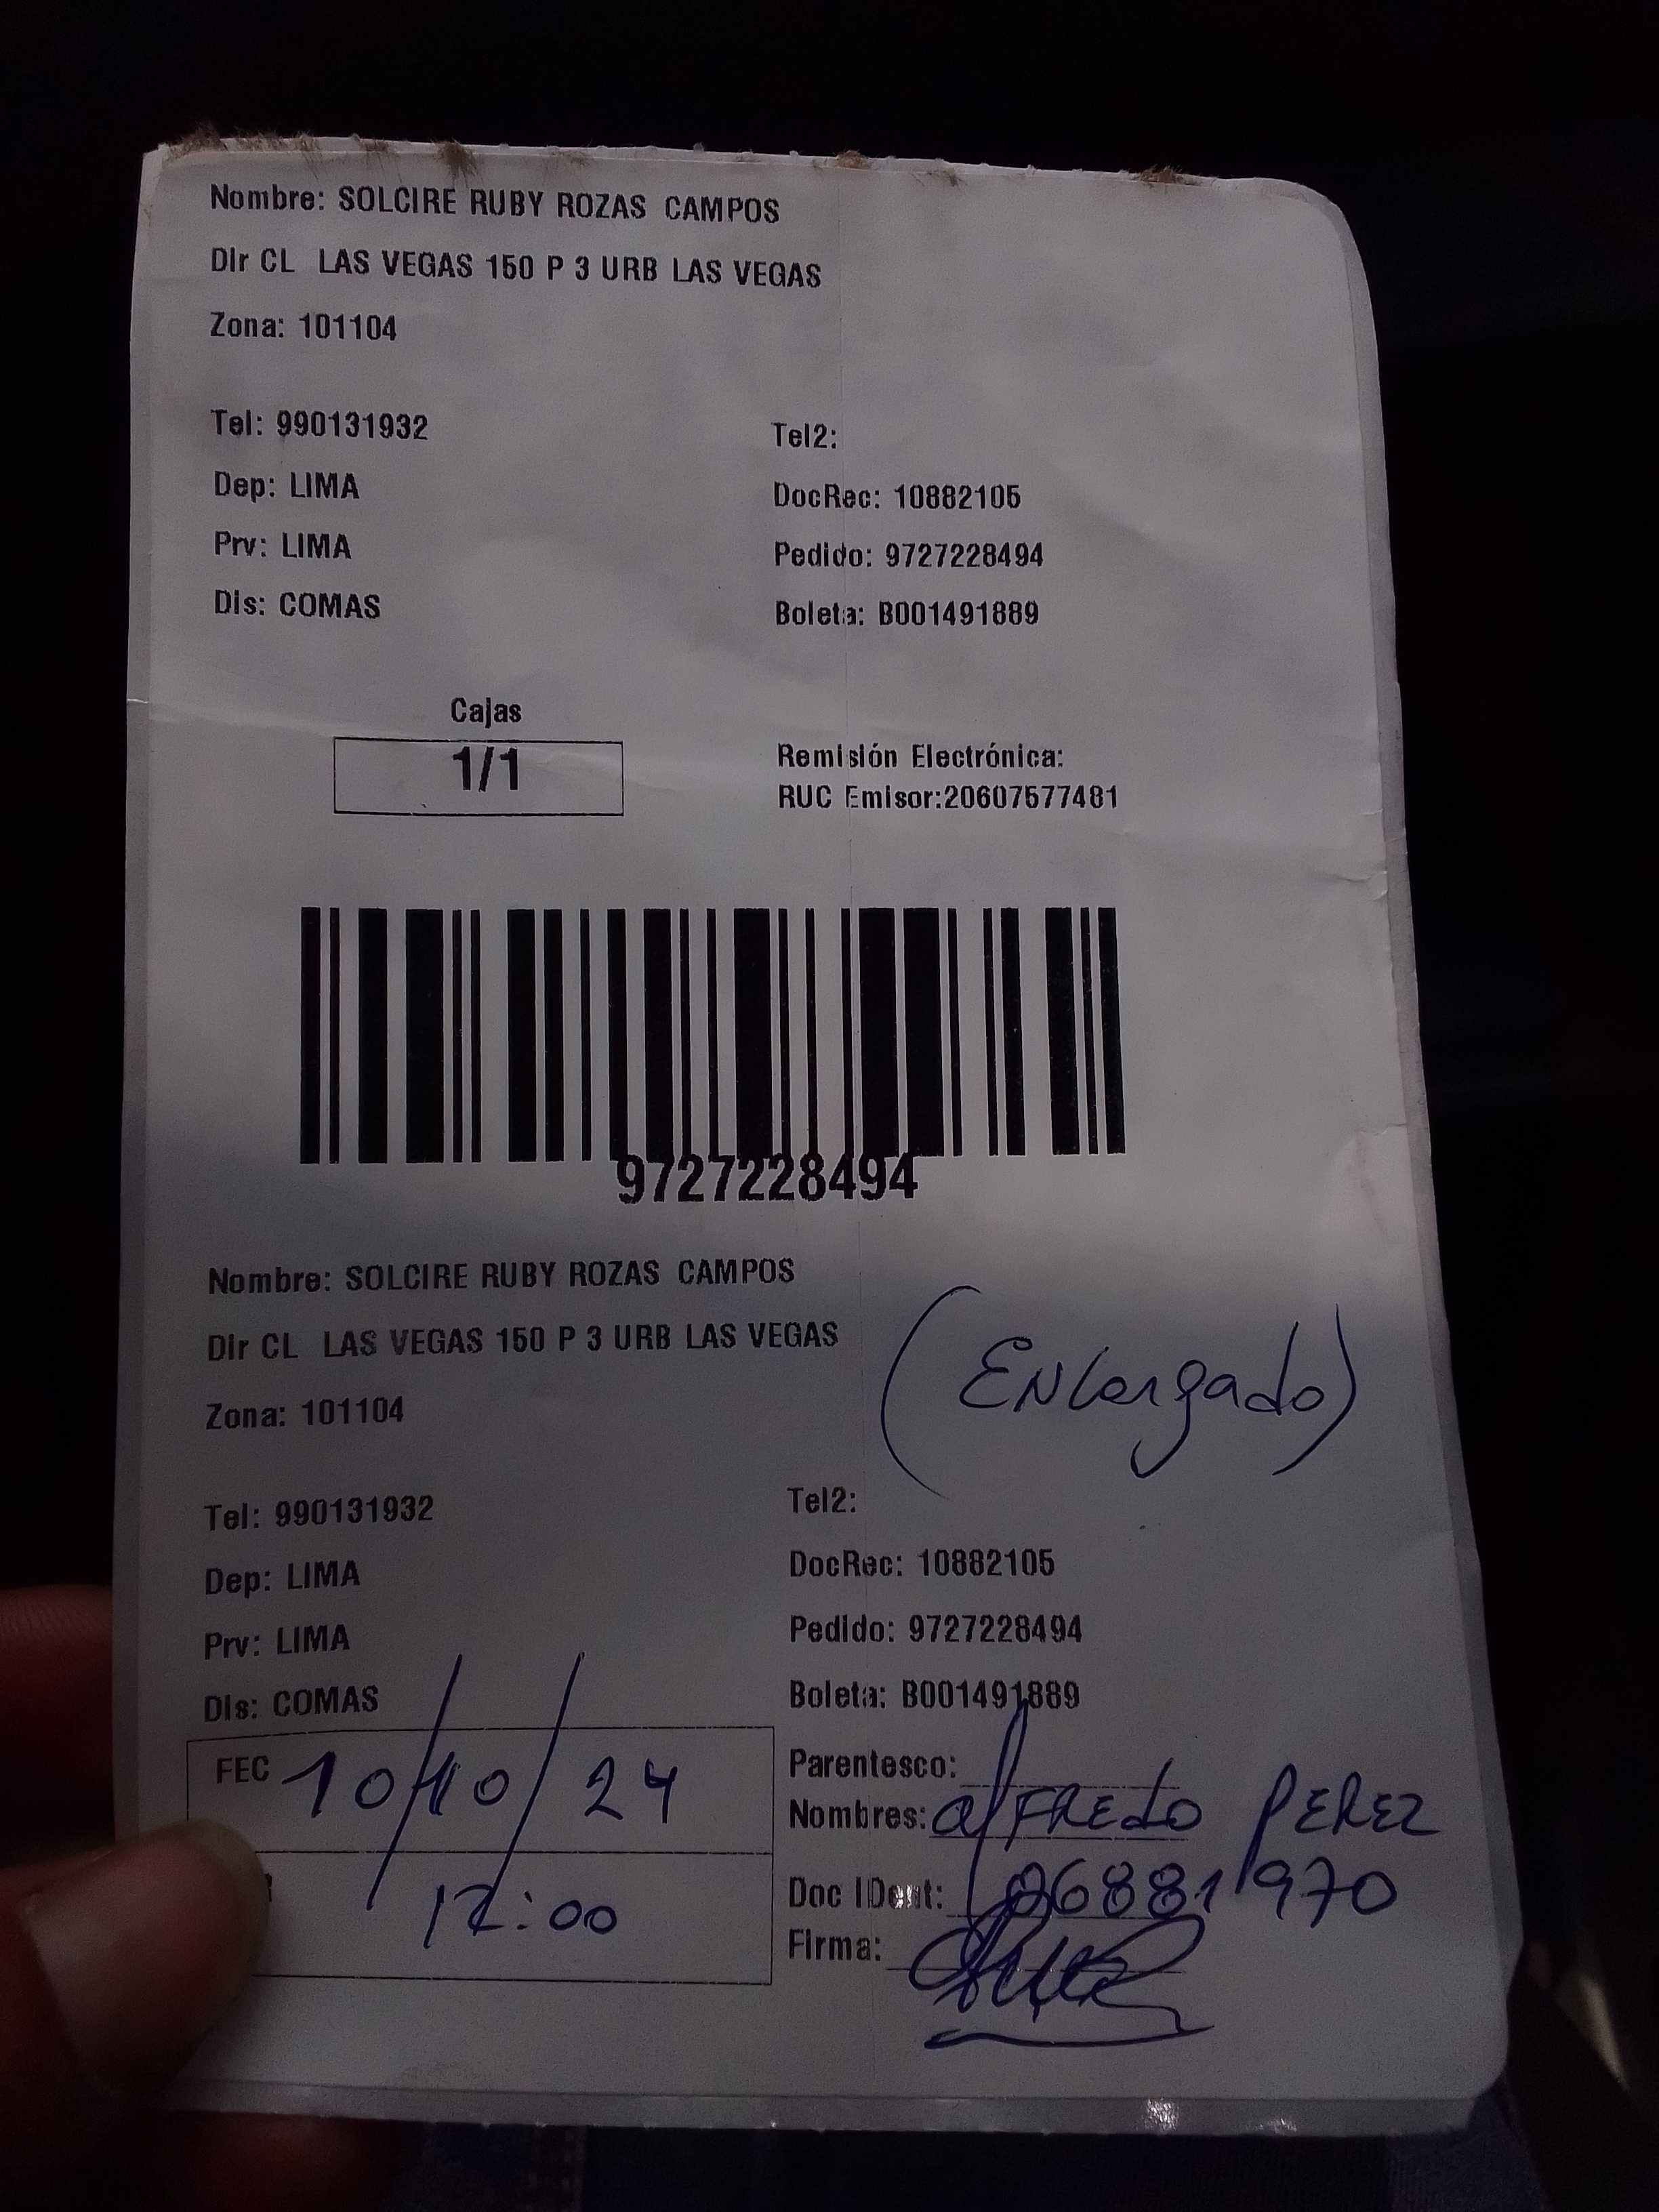 Nombre: SOLCIRE RUBY ROZAS CAMPOS
Dir CL LAS VEGAS 150 P 3 URB LAS VEGAS
Zona: 101104
Tel: 990131932 Tel2:
Dep: LIMA DocRec: 10882105
Prv: LIMA Pedido: 9727228494
Dis: COMAS Boleta: B001491889
Cajas
1/1
Remisión Electrónica:
RUC Emisor:20607577481
9727228494
Nombre: SOLCIRE RUBY ROZAS CAMPOS
Dir CL LAS VEGAS 150 P 3 URB LAS VEGAS
(Encargado)
Zona: 101104
Tel: 990131932 Tel2:
Dep: LIMA DocRec: 10882105
Prv: LIMA Pedido: 9727228494
Dis: COMAS Boleta: B001491889
FEC 10/10/24 Parentesco:
Nombres: alFREdo PEREZ
12:00 Doc IDent: 06881970
Firma: